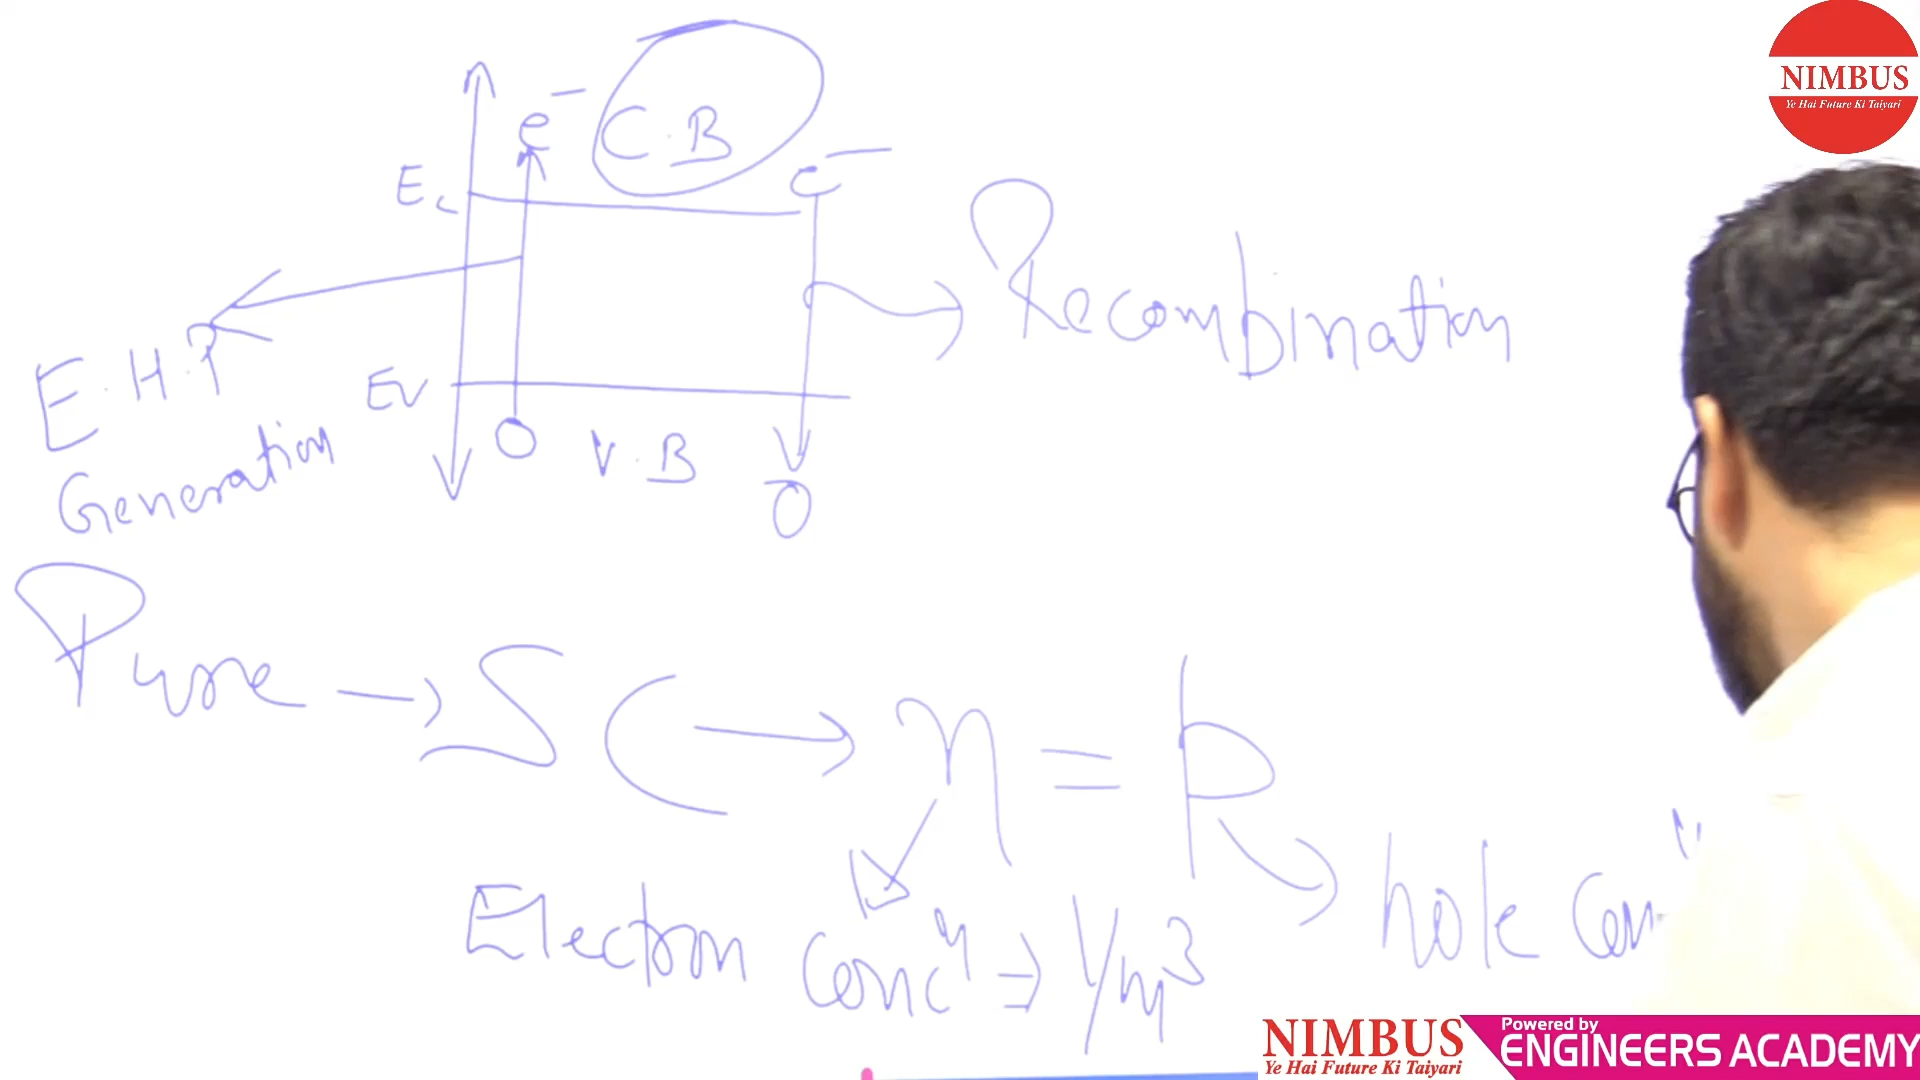 NIMBUS
Ye Hai Future Ki Taiyari
e⁻
C.B
e⁻
Ec
Recombination
E.H.P
Generation
Ev
V.B
Pure → SC → n = p
Electron concⁿ ⇒ 1/m³
hole con
NIMBUS
Ye Hai Future Ki Taiyari
Powered by
ENGINEERS ACADEMY